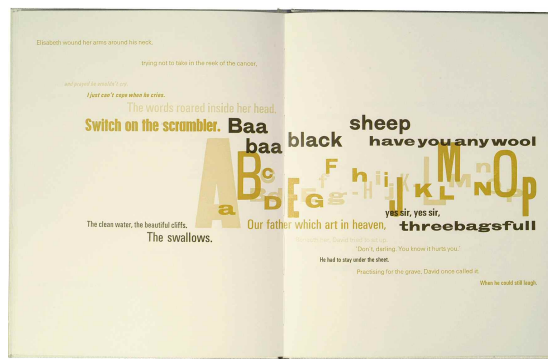 Elisabeth wound her arms around his neck,
trying not to take in the reek of the cancer,
I just can't cope when he cries.
The words roared inside her head.
Switch on the scrambler. Baa
baa black sheep
have you any wool
A a B b C c D d E F f G g H h i i J j K k L l M m N n O P p
yes sir, yes sir,
The clean water, the beautiful cliffs. Our father which art in heaven, threebagsfull
The swallows.
'Don't, darling. You know it hurts you.'
He had to stay under the sheet.
Practising for the grave, David once called it.
When he could still laugh.